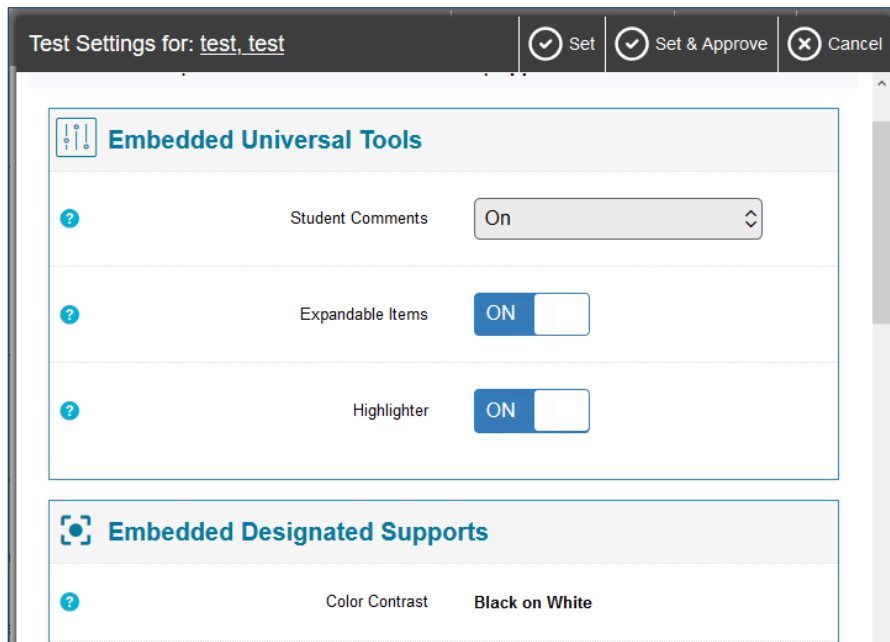 Test Settings for: test, test
Set
Set & Approve
Cancel
Embedded Universal Tools
? Student Comments On
? Expandable Items ON
? Highlighter ON
Embedded Designated Supports
? Color Contrast Black on White